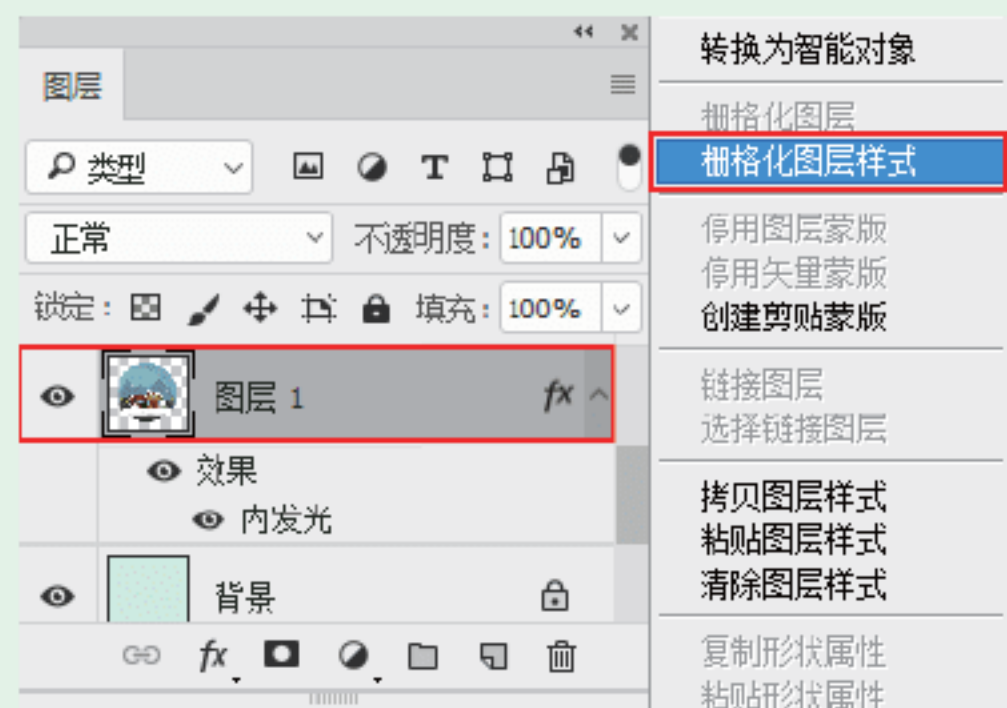 图层
类型
T
正常 不透明度: 100%
锁定: 填充: 100%
图层 1 fx
效果
内发光
背景
fx
转换为智能对象
栅格化图层
栅格化图层样式
停用图层蒙版
停用矢量蒙版
创建剪贴蒙版
链接图层
选择链接图层
拷贝图层样式
粘贴图层样式
清除图层样式
复制形状属性
粘贴形状属性